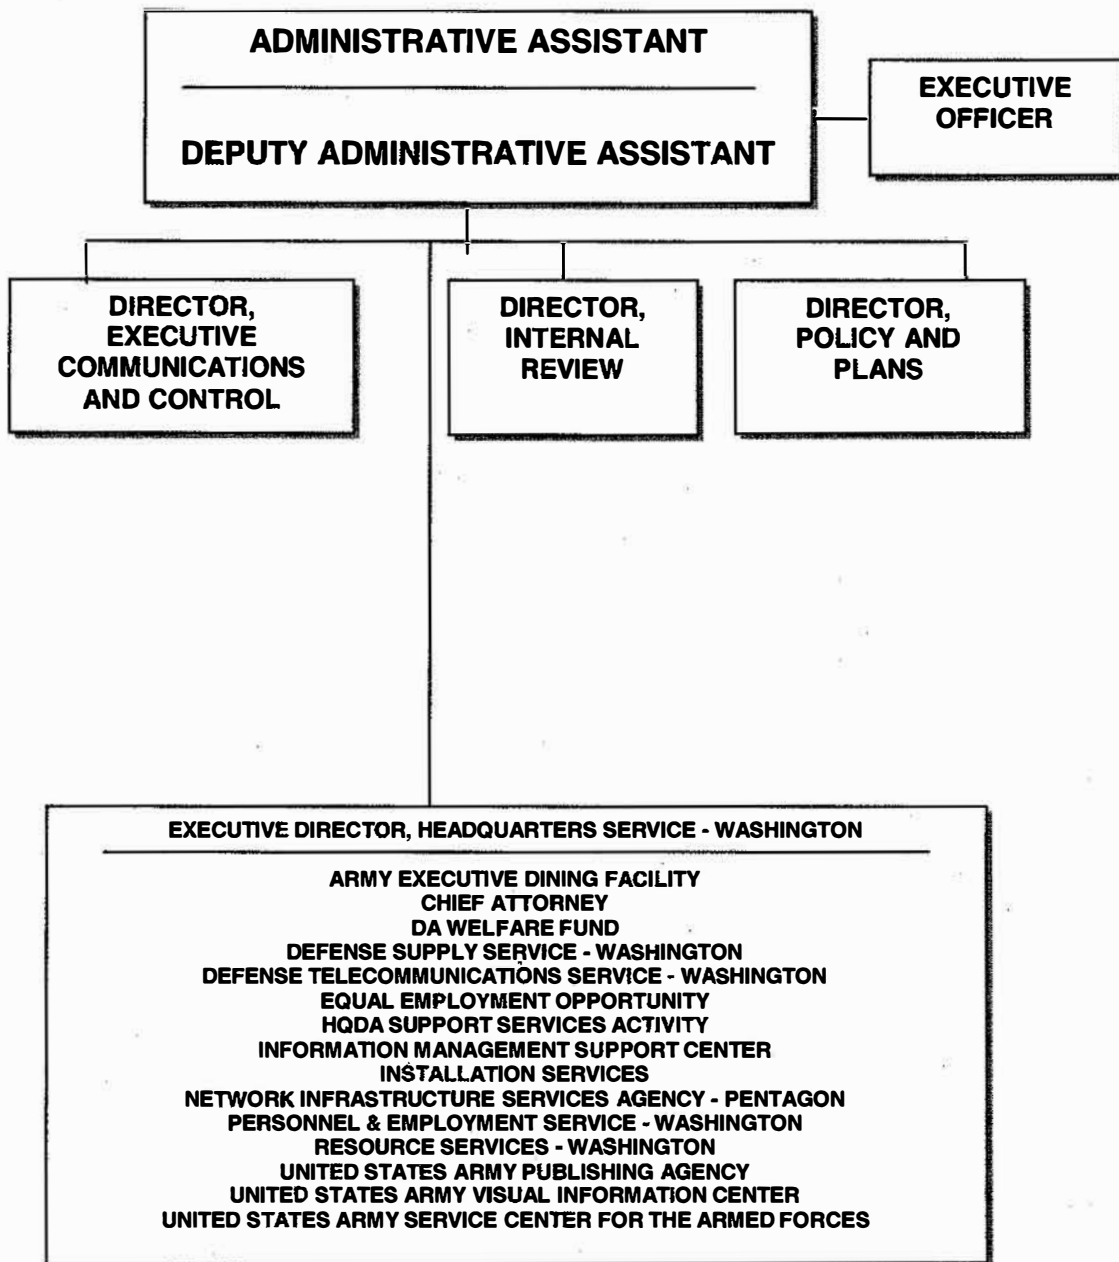 ADMINISTRATIVE ASSISTANT
DEPUTY ADMINISTRATIVE ASSISTANT
EXECUTIVE
OFFICER
DIRECTOR,
EXECUTIVE
COMMUNICATIONS
AND CONTROL
DIRECTOR,
INTERNAL
REVIEW
DIRECTOR,
POLICY AND
PLANS
EXECUTIVE DIRECTOR, HEADQUARTERS SERVICE - WASHINGTON
ARMY EXECUTIVE DINING FACILITY
CHIEF ATTORNEY
DA WELFARE FUND
DEFENSE SUPPLY SERVICE - WASHINGTON
DEFENSE TELECOMMUNICATIONS SERVICE - WASHINGTON
EQUAL EMPLOYMENT OPPORTUNITY
HQDA SUPPORT SERVICES ACTIVITY
INFORMATION MANAGEMENT SUPPORT CENTER
INSTALLATION SERVICES
NETWORK INFRASTRUCTURE SERVICES AGENCY - PENTAGON
PERSONNEL & EMPLOYMENT SERVICE - WASHINGTON
RESOURCE SERVICES - WASHINGTON
UNITED STATES ARMY PUBLISHING AGENCY
UNITED STATES ARMY VISUAL INFORMATION CENTER
UNITED STATES ARMY SERVICE CENTER FOR THE ARMED FORCES